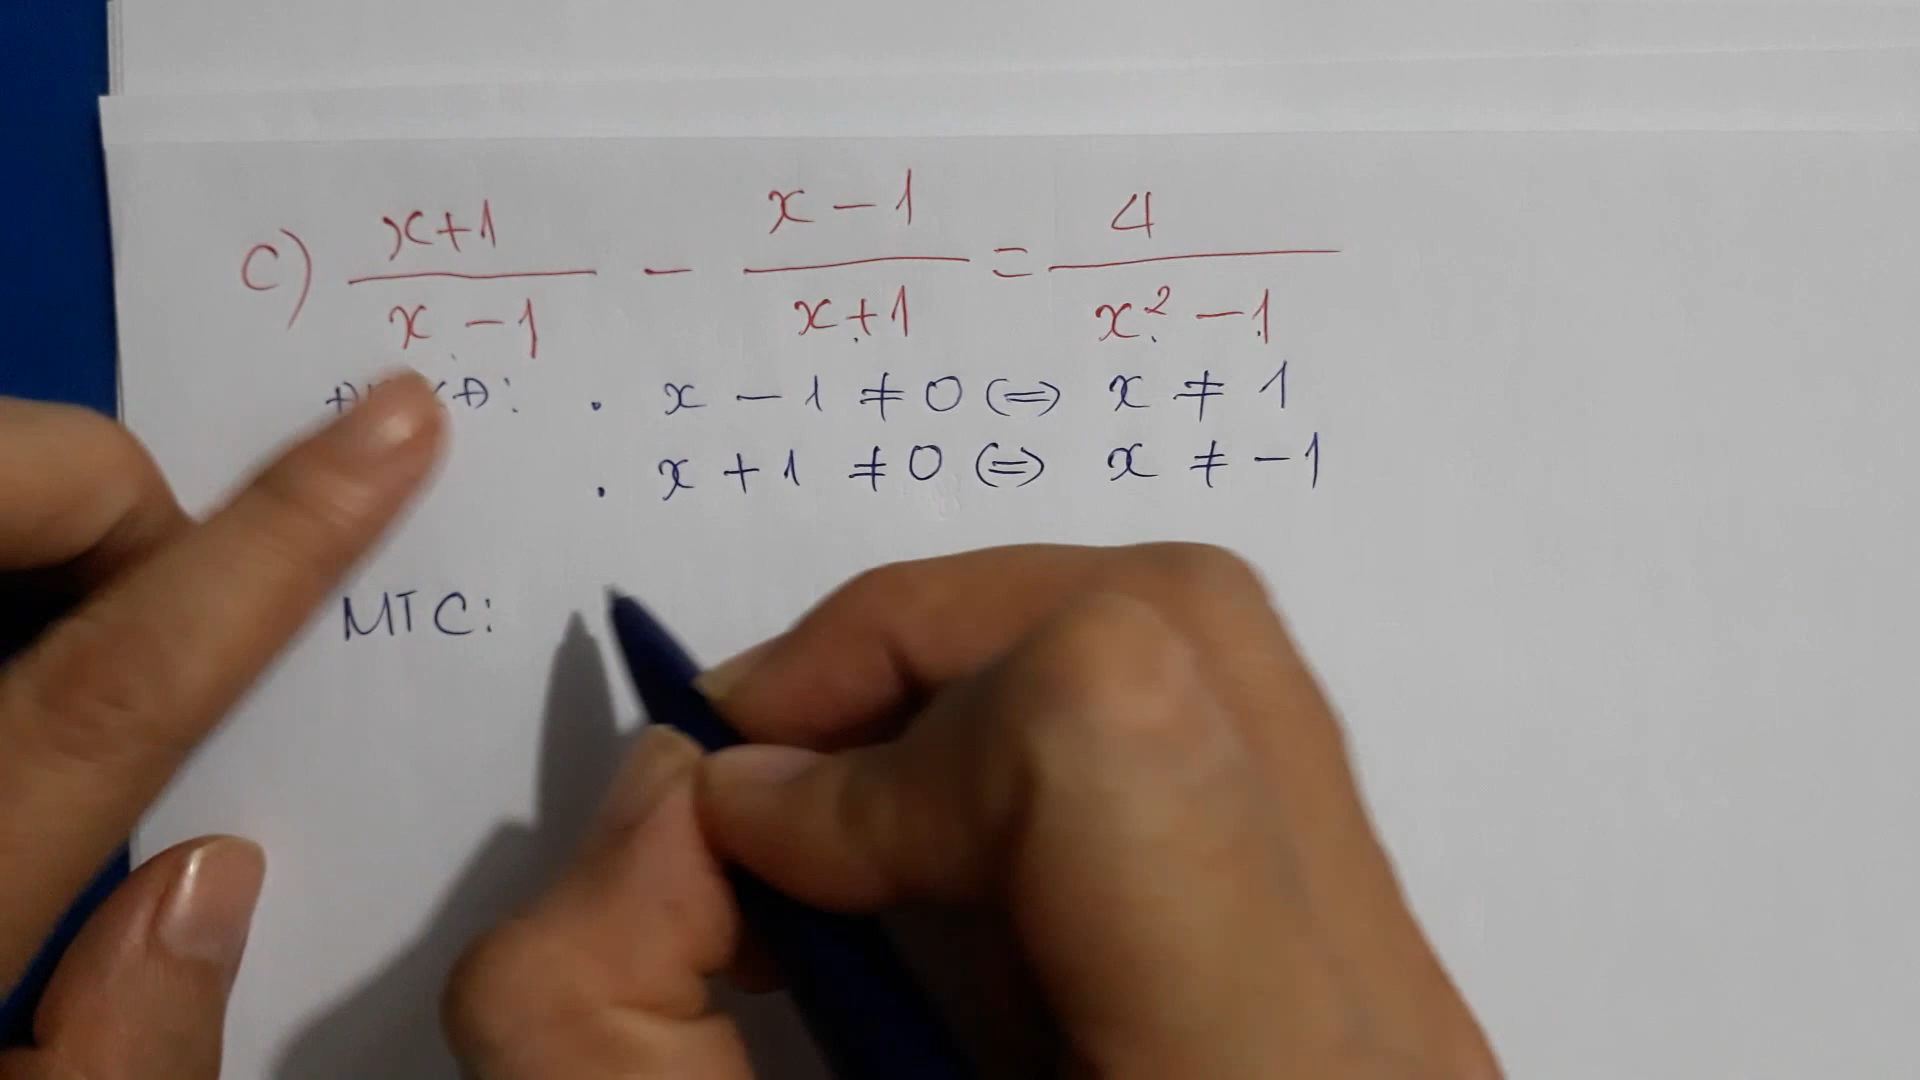 c) (x+1)/(x-1) - (x-1)/(x+1) = 4/(x²-1)
. x - 1 ≠ 0 ⇔ x ≠ 1
. x + 1 ≠ 0 ⇔ x ≠ -1
MTC: